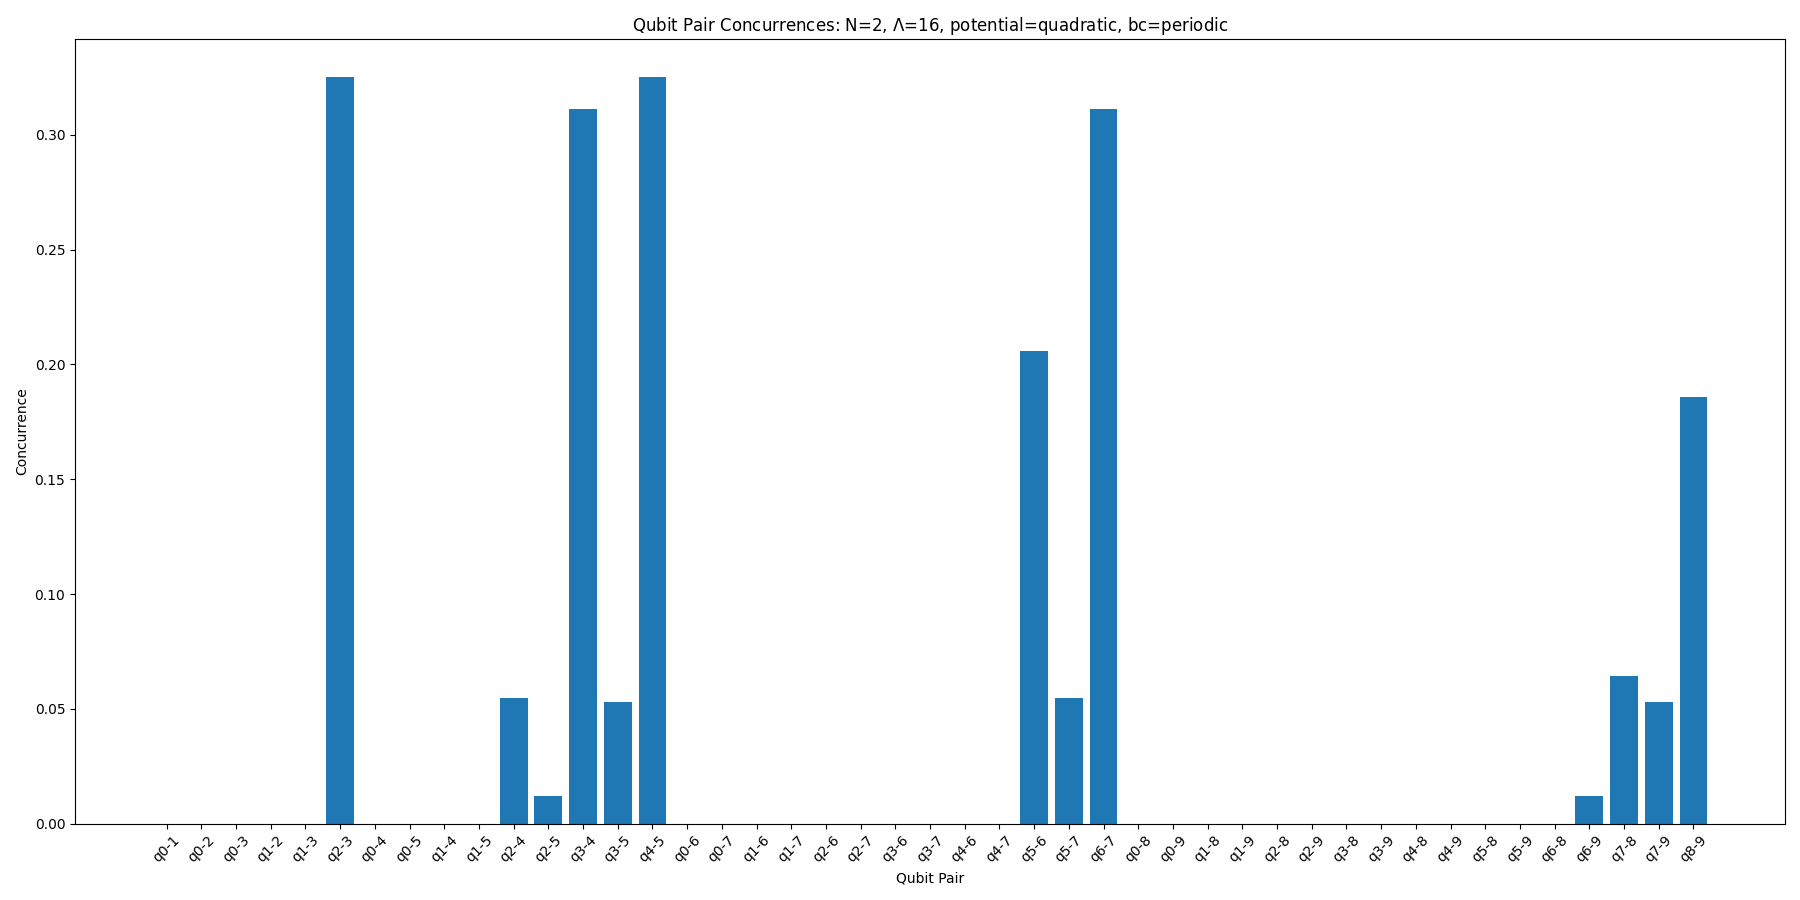 Qubit Pair Concurrences: N=2, Λ=16, potential=quadratic, bc=periodic
Concurrence
0.30
0.25
0.20
0.15
0.10
0.05
0.00
q0-1 q0-2 q0-3 q1-2 q1-3 q2-3 q0-4 q0-5 q1-4 q1-5 q2-4 q2-5 q3-4 q3-5 q4-5 q0-6 q0-7 q1-6 q1-7 q2-6 q2-7 q3-6 q3-7 q4-6 q4-7 q5-6 q5-7 q6-7 q0-8 q0-9 q1-8 q1-9 q2-8 q2-9 q3-8 q3-9 q4-8 q4-9 q5-8 q5-9 q6-8 q6-9 q7-8 q7-9 q8-9
Qubit Pair